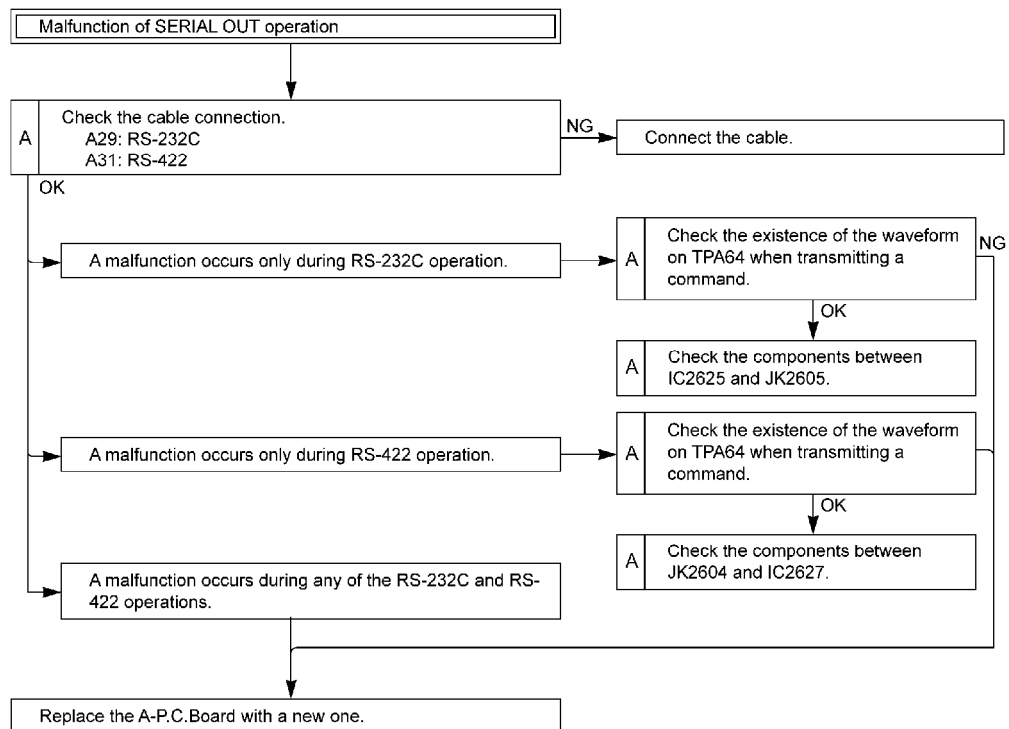 Malfunction of SERIAL OUT operation
A
Check the cable connection.
A29: RS-232C
A31: RS-422
NG
Connect the cable.
OK
A malfunction occurs only during RS-232C operation.
A
Check the existence of the waveform
on TPA64 when transmitting a
command.
NG
OK
A
Check the components between
IC2625 and JK2605.
A malfunction occurs only during RS-422 operation.
A
Check the existence of the waveform
on TPA64 when transmitting a
command.
OK
A
Check the components between
JK2604 and IC2627.
A malfunction occurs during any of the RS-232C and RS-
422 operations.
Replace the A-P.C.Board with a new one.